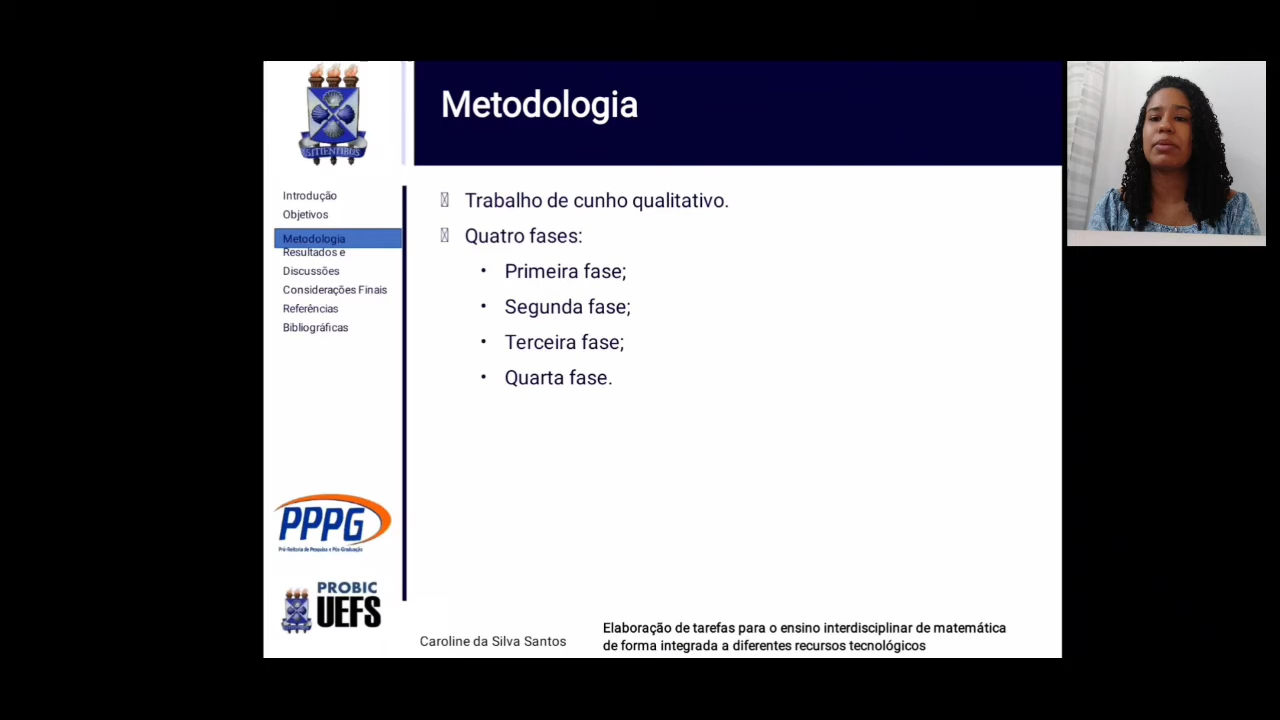 SITIENTIBUS
Metodologia
Introdução
Objetivos
Metodologia
Resultados e
Discussões
Considerações Finais
Referências
Bibliográficas
Trabalho de cunho qualitativo.
Quatro fases:
• Primeira fase;
• Segunda fase;
• Terceira fase;
• Quarta fase.
PPPG
Pró-Reitoria de Pesquisa e Pós-Graduação
PROBIC
UEFS
Caroline da Silva Santos
Elaboração de tarefas para o ensino interdisciplinar de matemática
de forma integrada a diferentes recursos tecnológicos